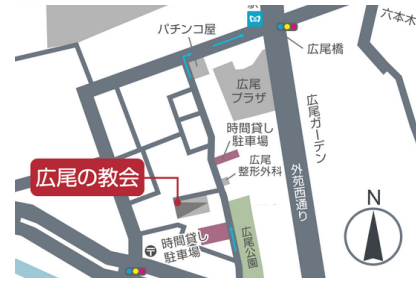 駅
六本木
パチンコ屋
広尾橋
広尾
プラザ
広尾ガーデン
時間貸し
駐車場
広尾
整形外科
外苑西通り
広尾の教会
N
時間貸し
駐車場
広尾公園